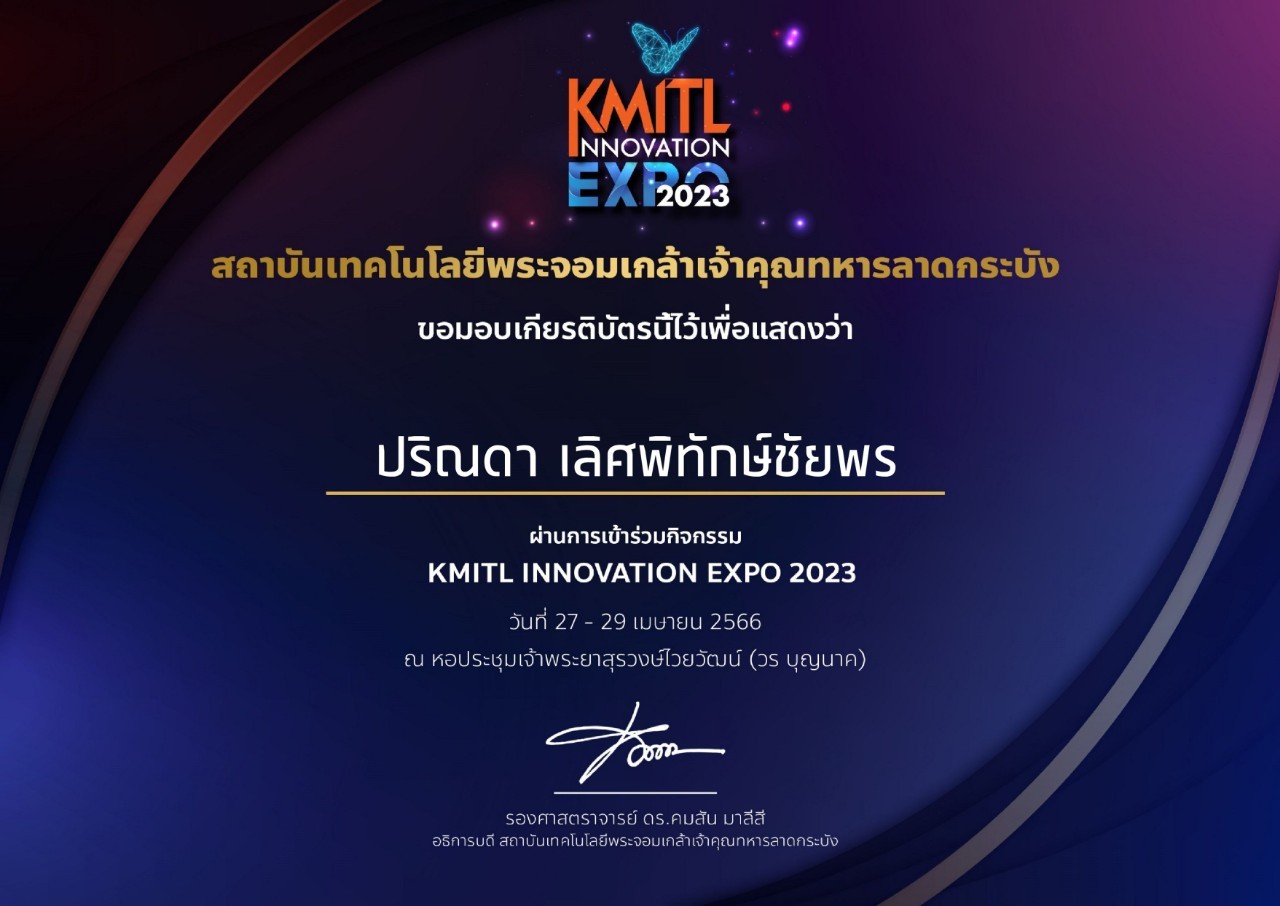 KMITL
INNOVATION
EXPO 2023
สถาบันเทคโนโลยีพระจอมเกล้าเจ้าคุณทหารลาดกระบัง
ขอมอบเกียรติบัตรนี้ไว้เพื่อแสดงว่า
ปริณดา เลิศพิทักษ์ชัยพร
ผ่านการเข้าร่วมกิจกรรม
KMITL INNOVATION EXPO 2023
วันที่ 27 - 29 เมษายน 2566
ณ หอประชุมเจ้าพระยาสุรวงษ์ไวยวัฒน์ (วร บุญนาค)
รองศาสตราจารย์ ดร.คมสัน มาลีสี
อธิการบดี สถาบันเทคโนโลยีพระจอมเกล้าเจ้าคุณทหารลาดกระบัง